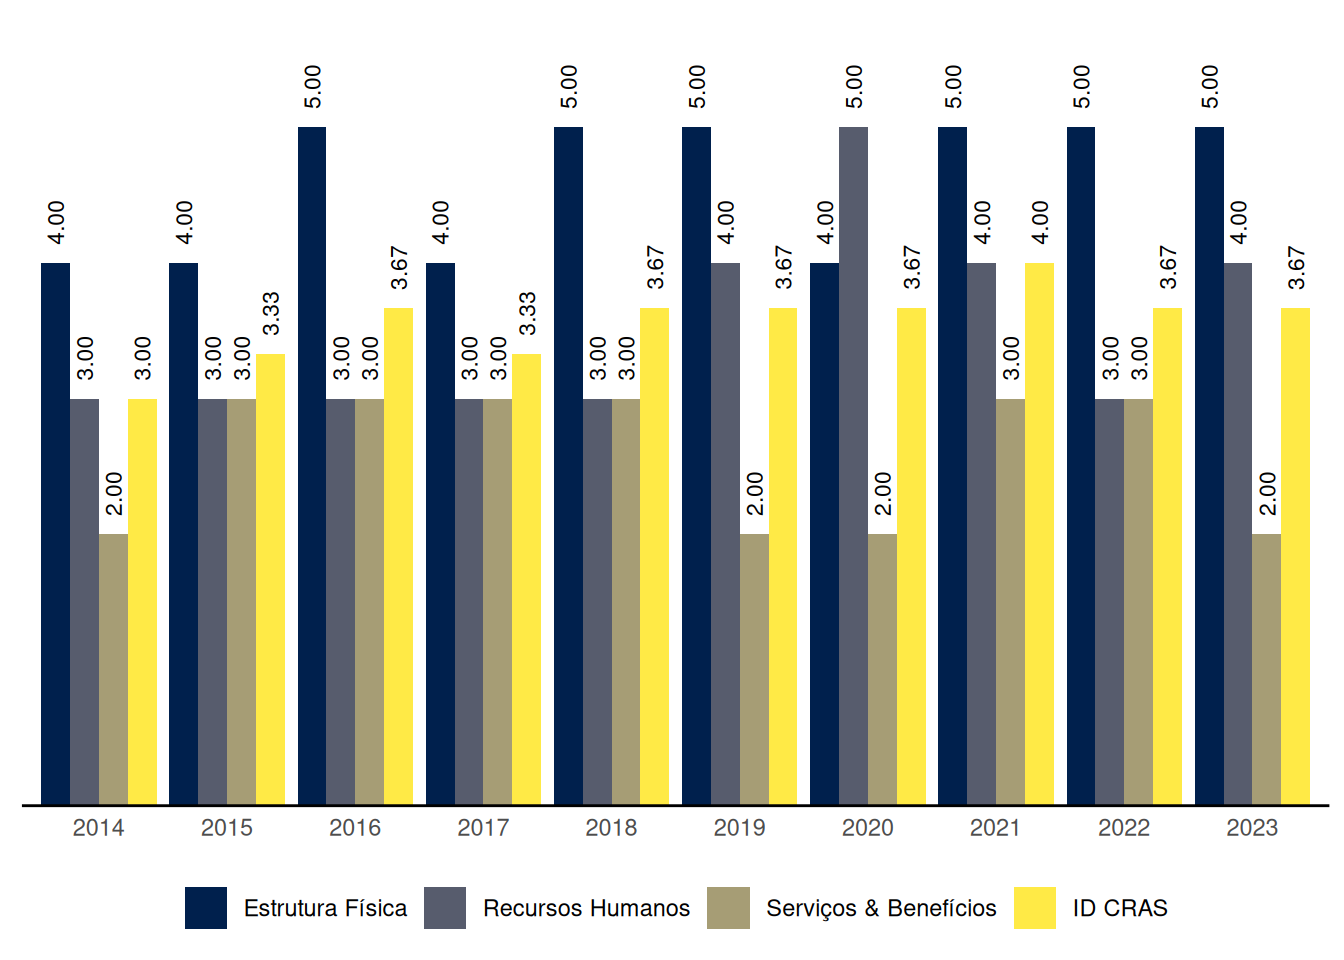 4.00 3.00 2.00 3.00 4.00 3.00 3.00 3.33 5.00 3.00 3.00 3.67 4.00 3.00 3.00 3.33 5.00 3.00 3.00 3.67 5.00 4.00 2.00 3.67 4.00 5.00 2.00 3.67 5.00 4.00 3.00 4.00 5.00 3.00 3.00 3.67 5.00 4.00 2.00 3.67
2014 2015 2016 2017 2018 2019 2020 2021 2022 2023
Estrutura Física Recursos Humanos Serviços & Benefícios ID CRAS